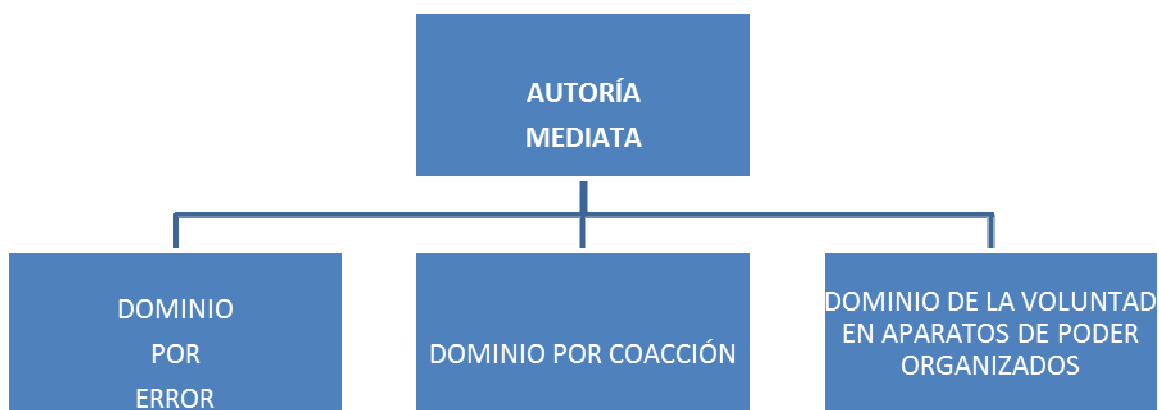 AUTORÍA
MEDIATA
DOMINIO
POR
ERROR
DOMINIO POR COACCIÓN
DOMINIO DE LA VOLUNTAD
EN APARATOS DE PODER
ORGANIZADOS